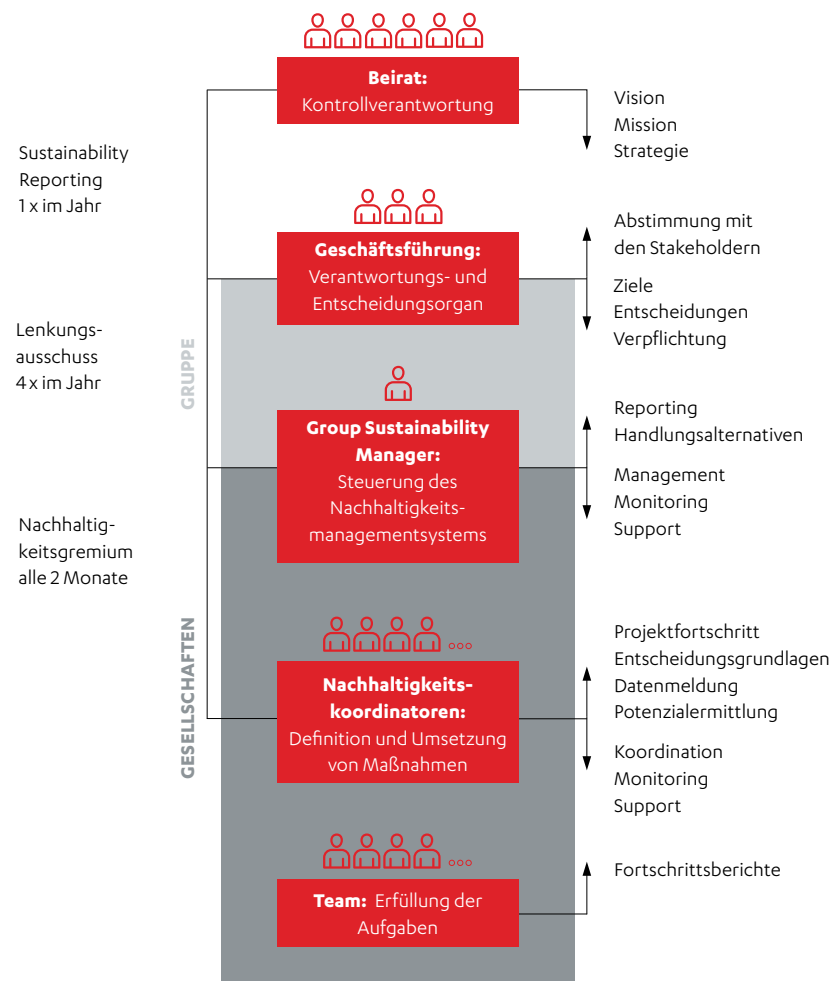 Beirat:
Kontrollverantwortung
Vision
Mission
Strategie
Sustainability
Reporting
1 x im Jahr
Geschäftsführung:
Verantwortungs- und
Entscheidungsorgan
Abstimmung mit
den Stakeholdern
Ziele
Entscheidungen
Verpflichtung
Lenkungs-
ausschuss
4 x im Jahr
GRUPPE
Group Sustainability
Manager:
Steuerung des
Nachhaltigkeits-
managementsystems
Reporting
Handlungsalternativen
Management
Monitoring
Support
Nachhaltig-
keitsgremium
alle 2 Monate
GESELLSCHAFTEN
Nachhaltigkeits-
koordinatoren:
Definition und Umsetzung
von Maßnahmen
Projektfortschritt
Entscheidungsgrundlagen
Datenmeldung
Potenzialermittlung
Koordination
Monitoring
Support
Team: Erfüllung der
Aufgaben
Fortschrittsberichte